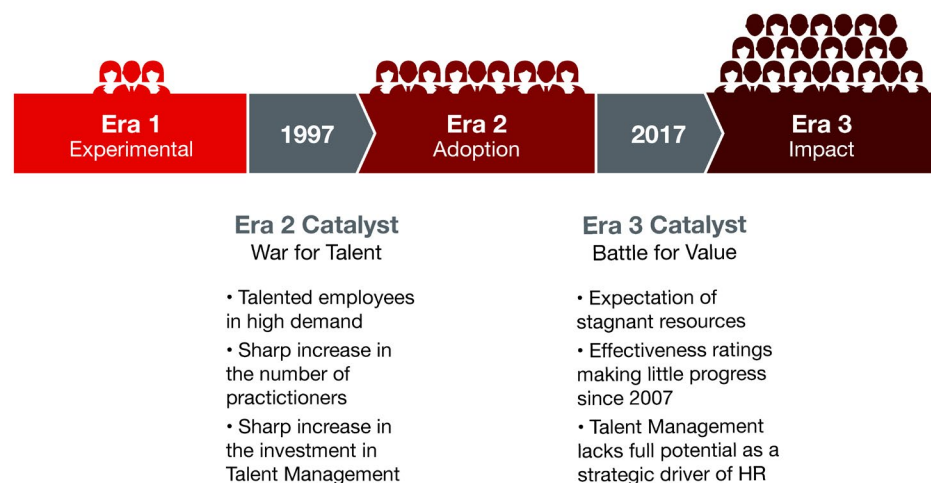 Era 1
Experimental
1997
Era 2
Adoption
2017
Era 3
Impact
Era 2 Catalyst
War for Talent
• Talented employees
in high demand
• Sharp increase in
the number of
practictioners
• Sharp increase in
the investment in
Talent Management
Era 3 Catalyst
Battle for Value
• Expectation of
stagnant resources
• Effectiveness ratings
making little progress
since 2007
• Talent Management
lacks full potential as a
strategic driver of HR